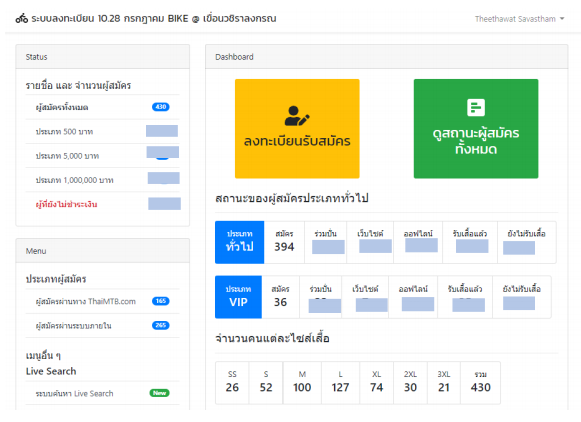 ระบบลงทะเบียน 10.28 กรกฎาคม BIKE @ เขื่อนวชิราลงกรณ
Theethawat Savastham
Status
รายชื่อ และ จำนวนผู้สมัคร
ผู้สมัครทั้งหมด 430
ประเภท 500 บาท
ประเภท 5,000 บาท
ประเภท 1,000,000 บาท
ผู้ที่ยังไม่ชำระเงิน
Menu
ประเภทผู้สมัคร
ผู้สมัครผ่านทาง ThaiMTB.com 165
ผู้สมัครผ่านระบบภายใน 265
เมนูอื่น ๆ
Live Search
ระบบค้นหา Live Search New
Dashboard
ลงทะเบียนรับสมัคร
ดูสถานะผู้สมัคร
ทั้งหมด
สถานะของผู้สมัครประเภททั่วไป
ประเภท สมัคร ร่วมปั่น เว็บไซต์ ออฟไลน์ รับเสื้อแล้ว ยังไม่รับเสื้อ
ทั่วไป 394
ประเภท สมัคร ร่วมปั่น เว็บไซต์ ออฟไลน์ รับเสื้อแล้ว ยังไม่รับเสื้อ
VIP 36
จำนวนคนแต่ละไซส์เสื้อ
SS S M L XL 2XL 3XL รวม
26 52 100 127 74 30 21 430